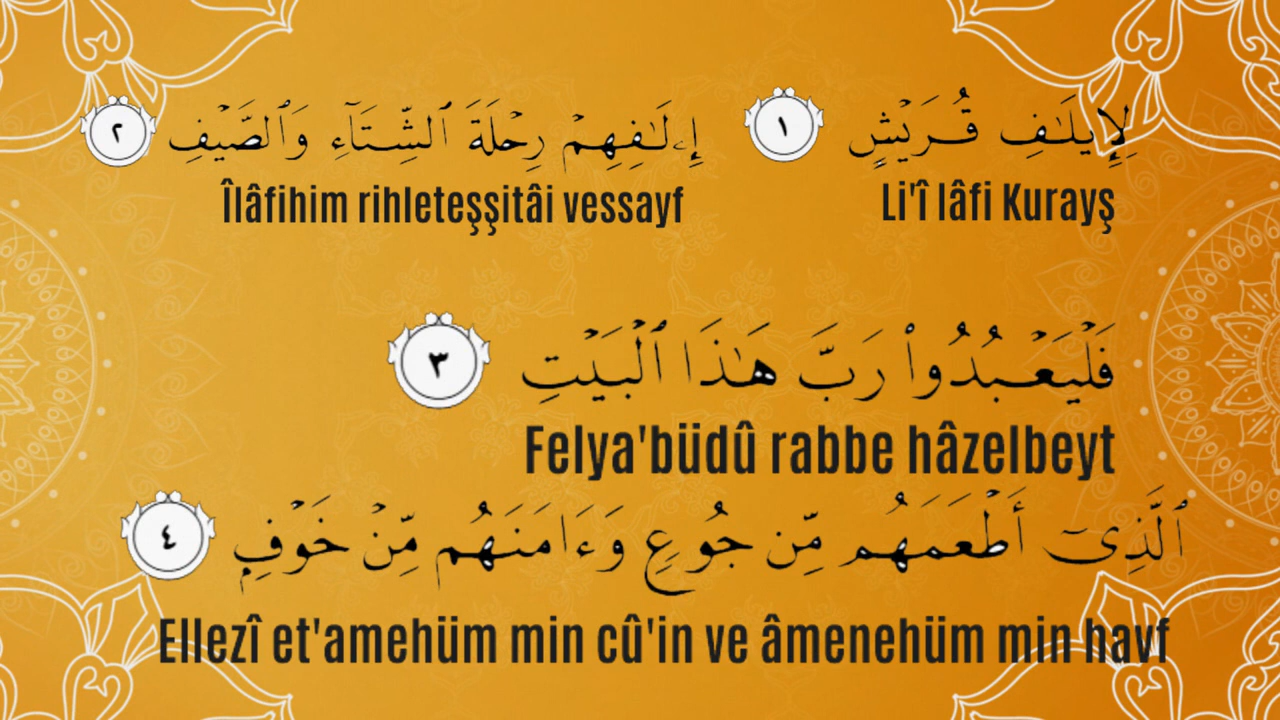 لِإِيلَـٰفِ قُرَيْشٍ ١ إِۦلَـٰفِهِمْ رِحْلَةَ ٱلشِّتَآءِ وَٱلصَّيْفِ ٢
Li'î lâfi Kurayş Îlâfihim rihleteşşitâi vessayf
فَلْيَعْبُدُوا۟ رَبَّ هَـٰذَا ٱلْبَيْتِ ٣
Felya'büdû rabbe hâzelbeyt
ٱلَّذِىٓ أَطْعَمَهُم مِّن جُوعٍ وَءَامَنَهُم مِّنْ خَوْفٍ ٤
Ellezî et'amehüm min cû'in ve âmenehüm min havf